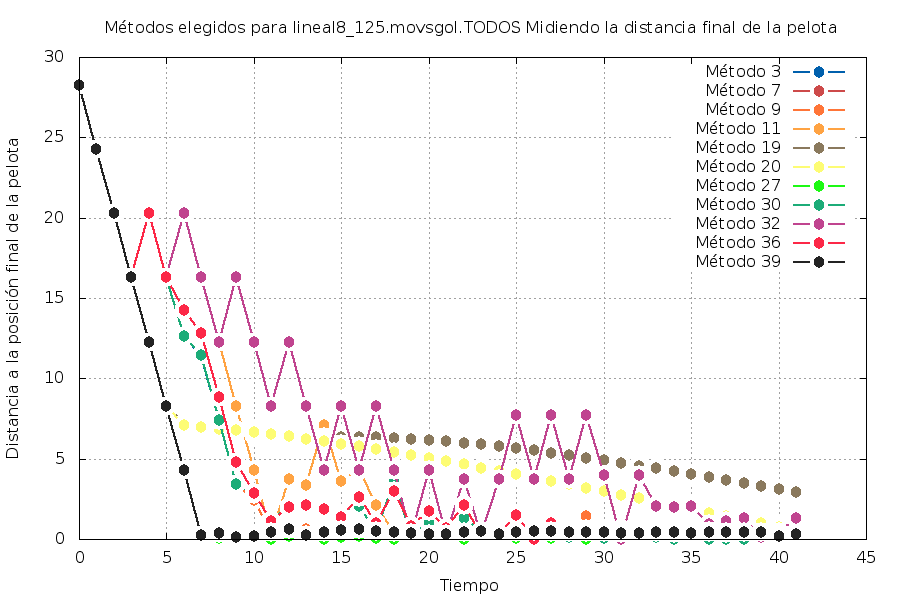 Métodos elegidos para lineal8_125.movsgol.TODOS Midiendo la distancia final de la pelota
Distancia a la posición final de la pelota
30
25
20
15
10
5
0
0 5 10 15 20 25 30 35 40 45
Tiempo
Método 3
Método 7
Método 9
Método 11
Método 19
Método 20
Método 27
Método 30
Método 32
Método 36
Método 39